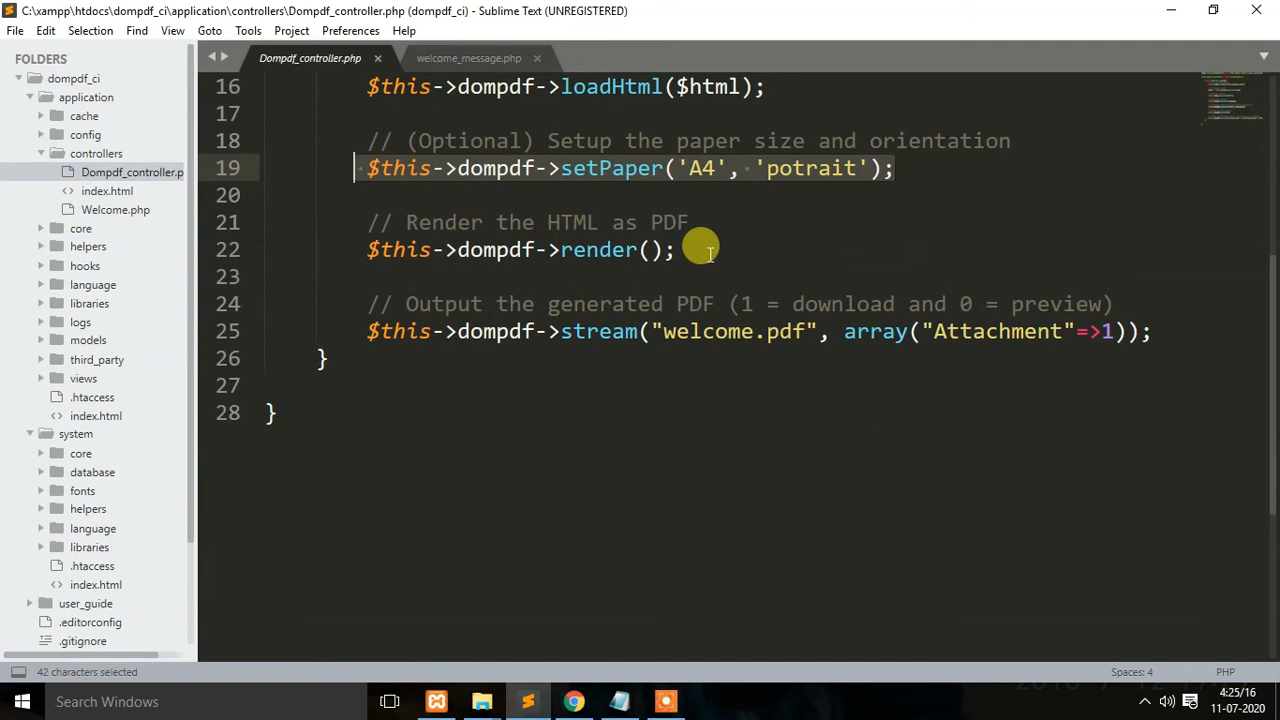 C:\xampp\htdocs\dompdf_ci\application\controllers\Dompdf_controller.php (dompdf_ci) - Sublime Text (UNREGISTERED)
File Edit Selection Find View Goto Tools Project Preferences Help
FOLDERS
dompdf_ci
application
cache
config
controllers
Dompdf_controller.p
index.html
Welcome.php
core
helpers
hooks
language
libraries
logs
models
third_party
views
.htaccess
index.html
system
core
database
fonts
helpers
language
libraries
.htaccess
index.html
user_guide
.editorconfig
.gitignore
Dompdf_controller.php welcome_message.php
16 $this->dompdf->loadHtml($html);
17
18 // (Optional) Setup the paper size and orientation
19 $this->dompdf->setPaper('A4', 'potrait');
20
21 // Render the HTML as PDF
22 $this->dompdf->render();
23
24 // Output the generated PDF (1 = download and 0 = preview)
25 $this->dompdf->stream("welcome.pdf", array("Attachment"=>1));
26 }
27
28 }
42 characters selected Spaces: 4 PHP
Search Windows
4:25/16
11-07-2020